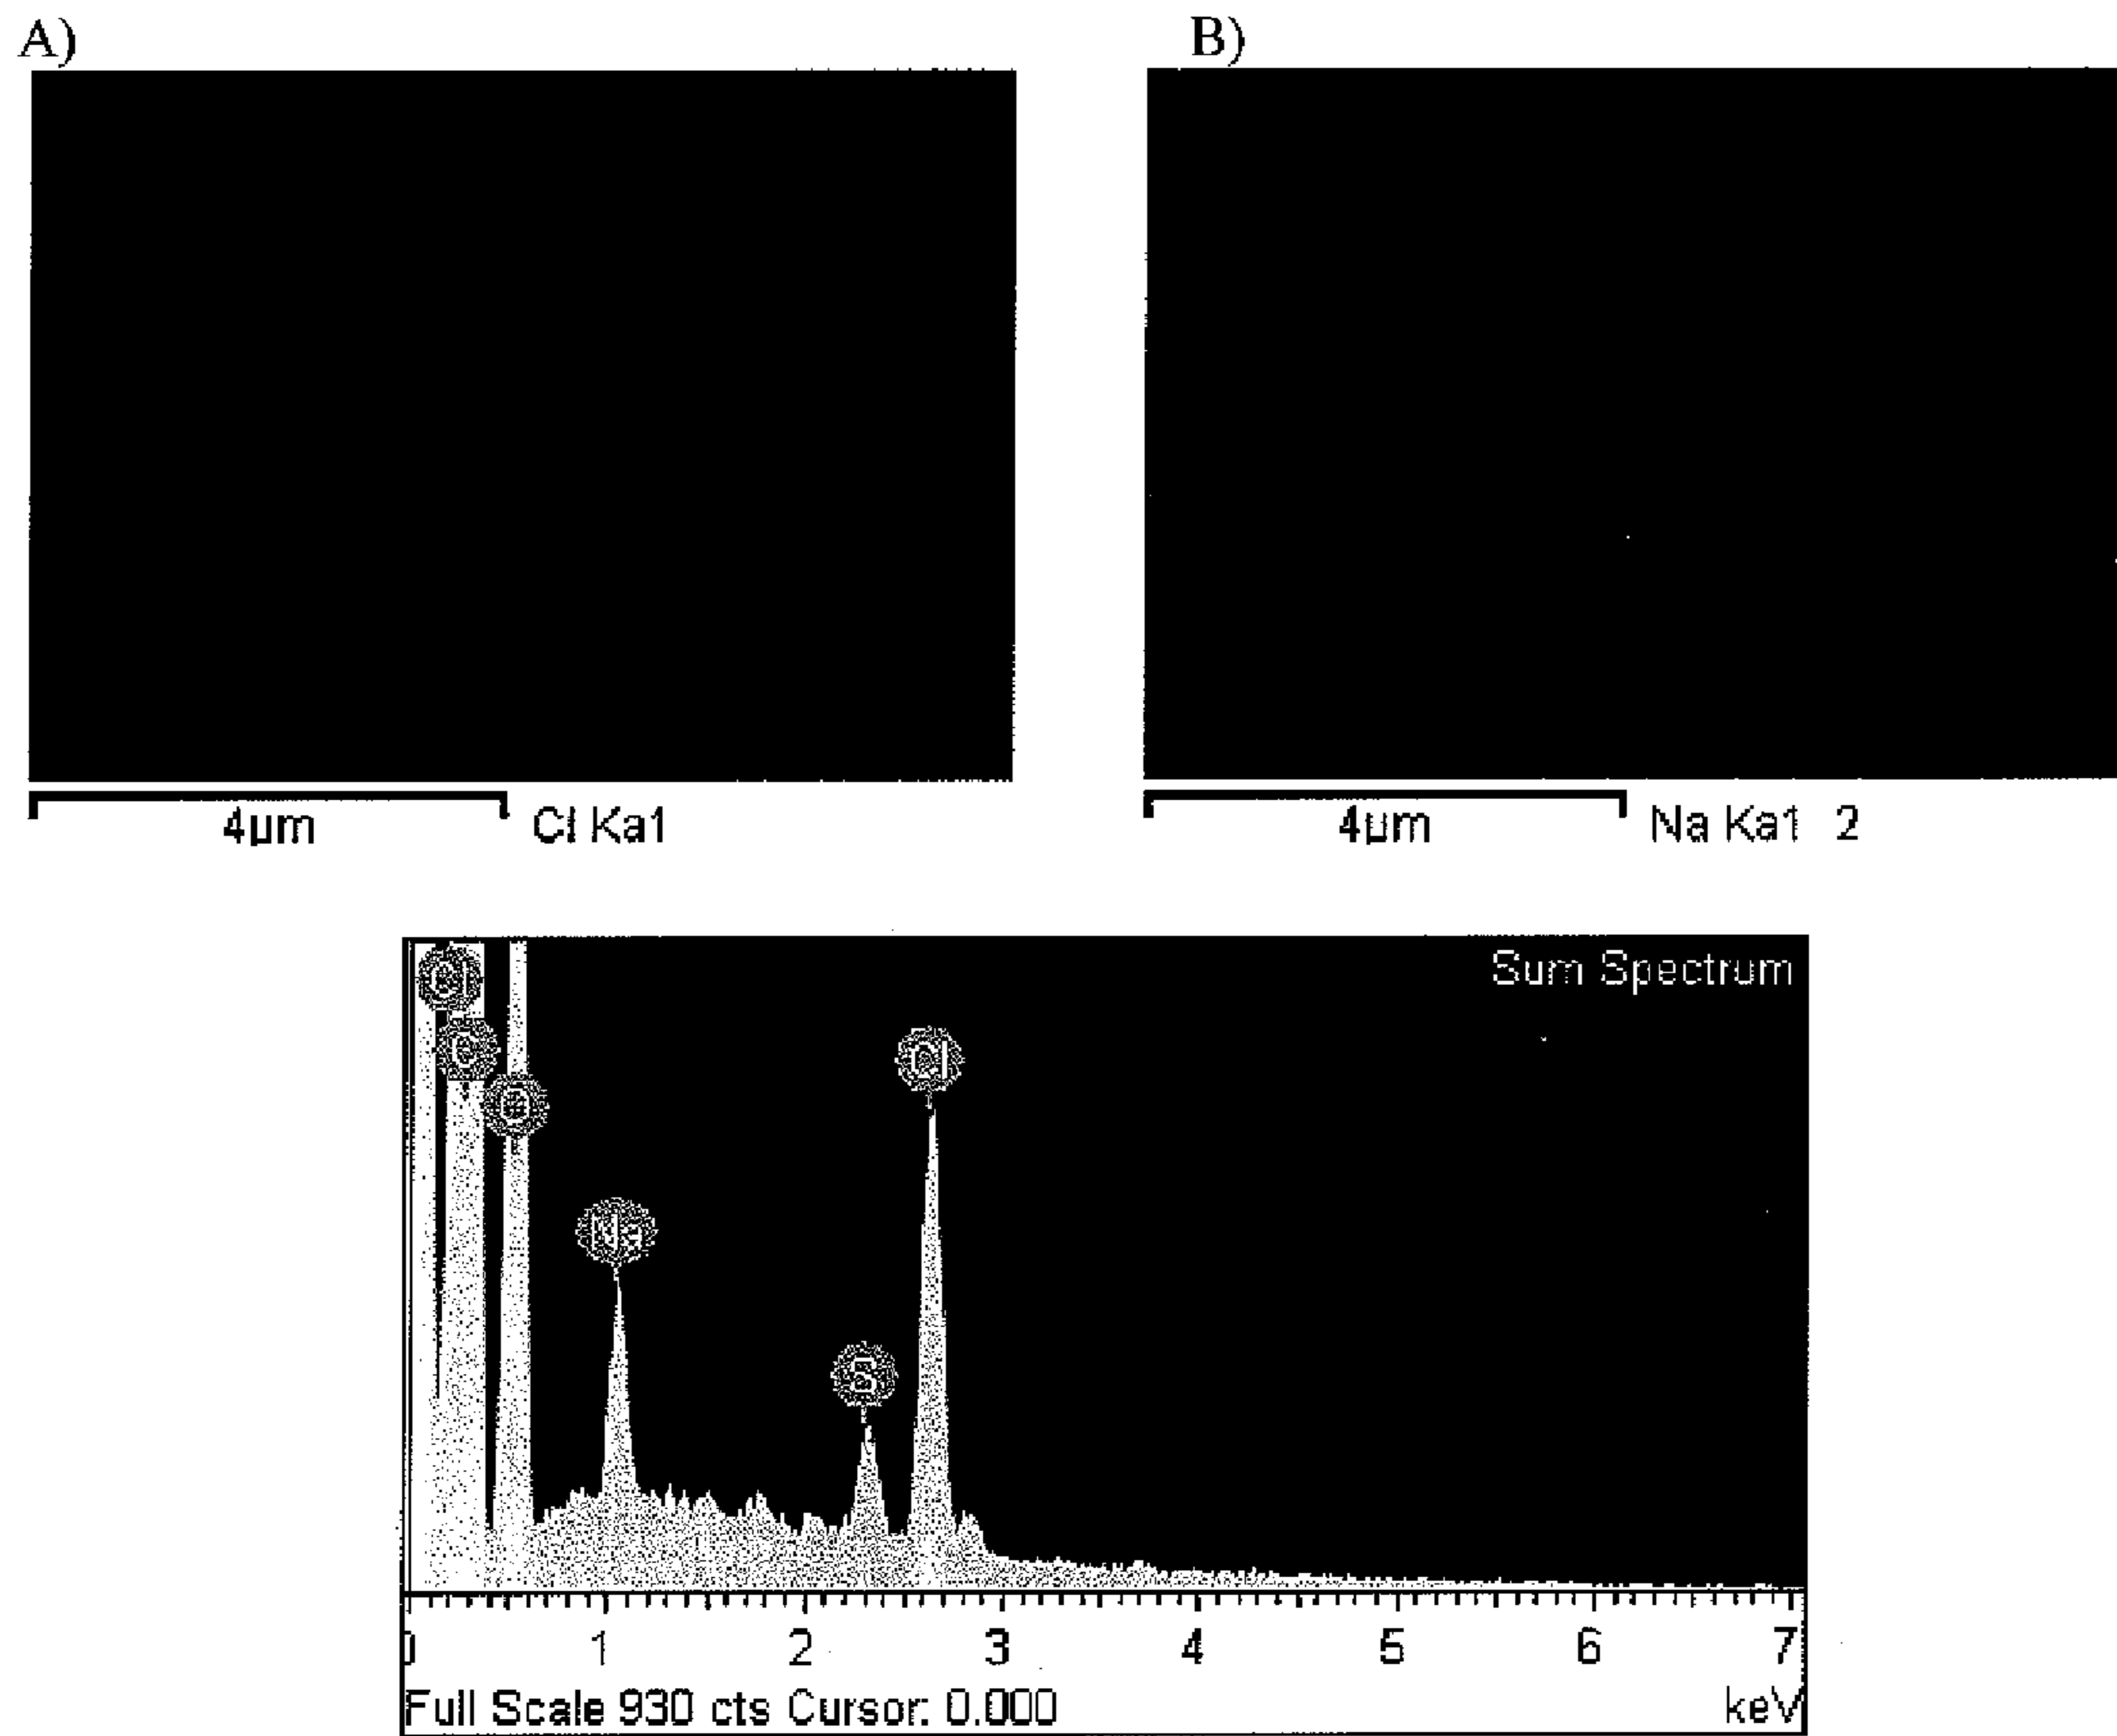 A)
B)
4µm Cl Ka1
4µm Na Ka1_2
Sum Spectrum
Cl
C
O
Cl
Na
S
0 1 2 3 4 5 6 7
Full Scale 930 cts Cursor: 0.000 keV